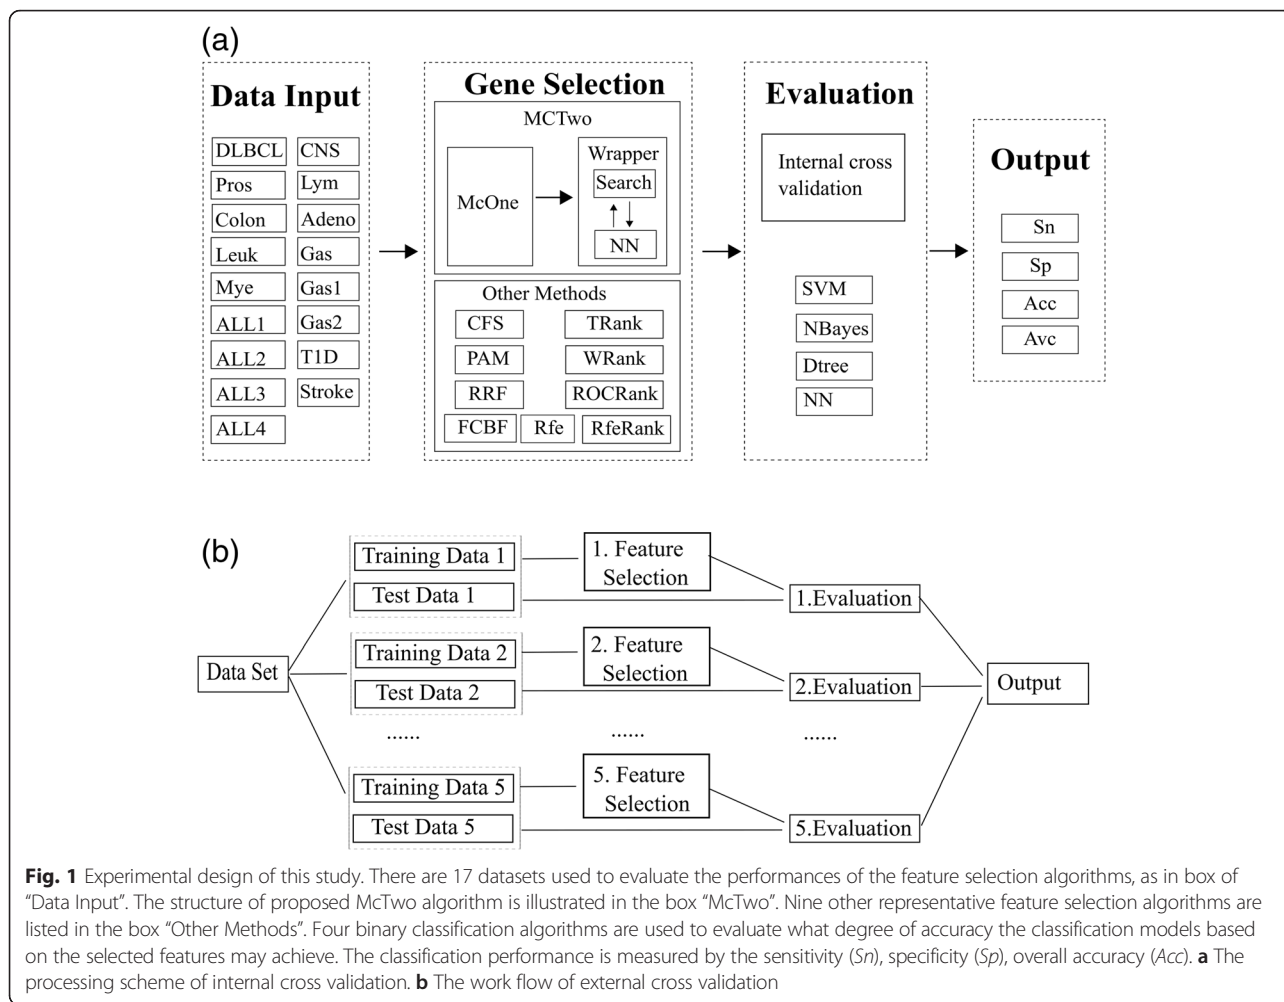 (a)
Data Input
DLBCL CNS
Pros Lym
Colon Adeno
Leuk Gas
Mye Gas1
ALL1 Gas2
ALL2 T1D
ALL3 Stroke
ALL4
Gene Selection
MCTwo
McOne
Wrapper
Search
NN
Other Methods
CFS TRank
PAM WRank
RRF ROCRank
FCBF Rfe RfeRank
Evaluation
Internal cross
validation
SVM
NBayes
Dtree
NN
Output
Sn
Sp
Acc
Avc
(b)
Data Set
Training Data 1
Test Data 1
1. Feature
Selection
1.Evaluation
Training Data 2
Test Data 2
2. Feature
Selection
2.Evaluation
...... ...... ......
Training Data 5
Test Data 5
5. Feature
Selection
5.Evaluation
Output
Fig. 1 Experimental design of this study. There are 17 datasets used to evaluate the performances of the feature selection algorithms, as in box of
“Data Input”. The structure of proposed McTwo algorithm is illustrated in the box “McTwo”. Nine other representative feature selection algorithms are
listed in the box “Other Methods”. Four binary classification algorithms are used to evaluate what degree of accuracy the classification models based
on the selected features may achieve. The classification performance is measured by the sensitivity (Sn), specificity (Sp), overall accuracy (Acc). a The
processing scheme of internal cross validation. b The work flow of external cross validation